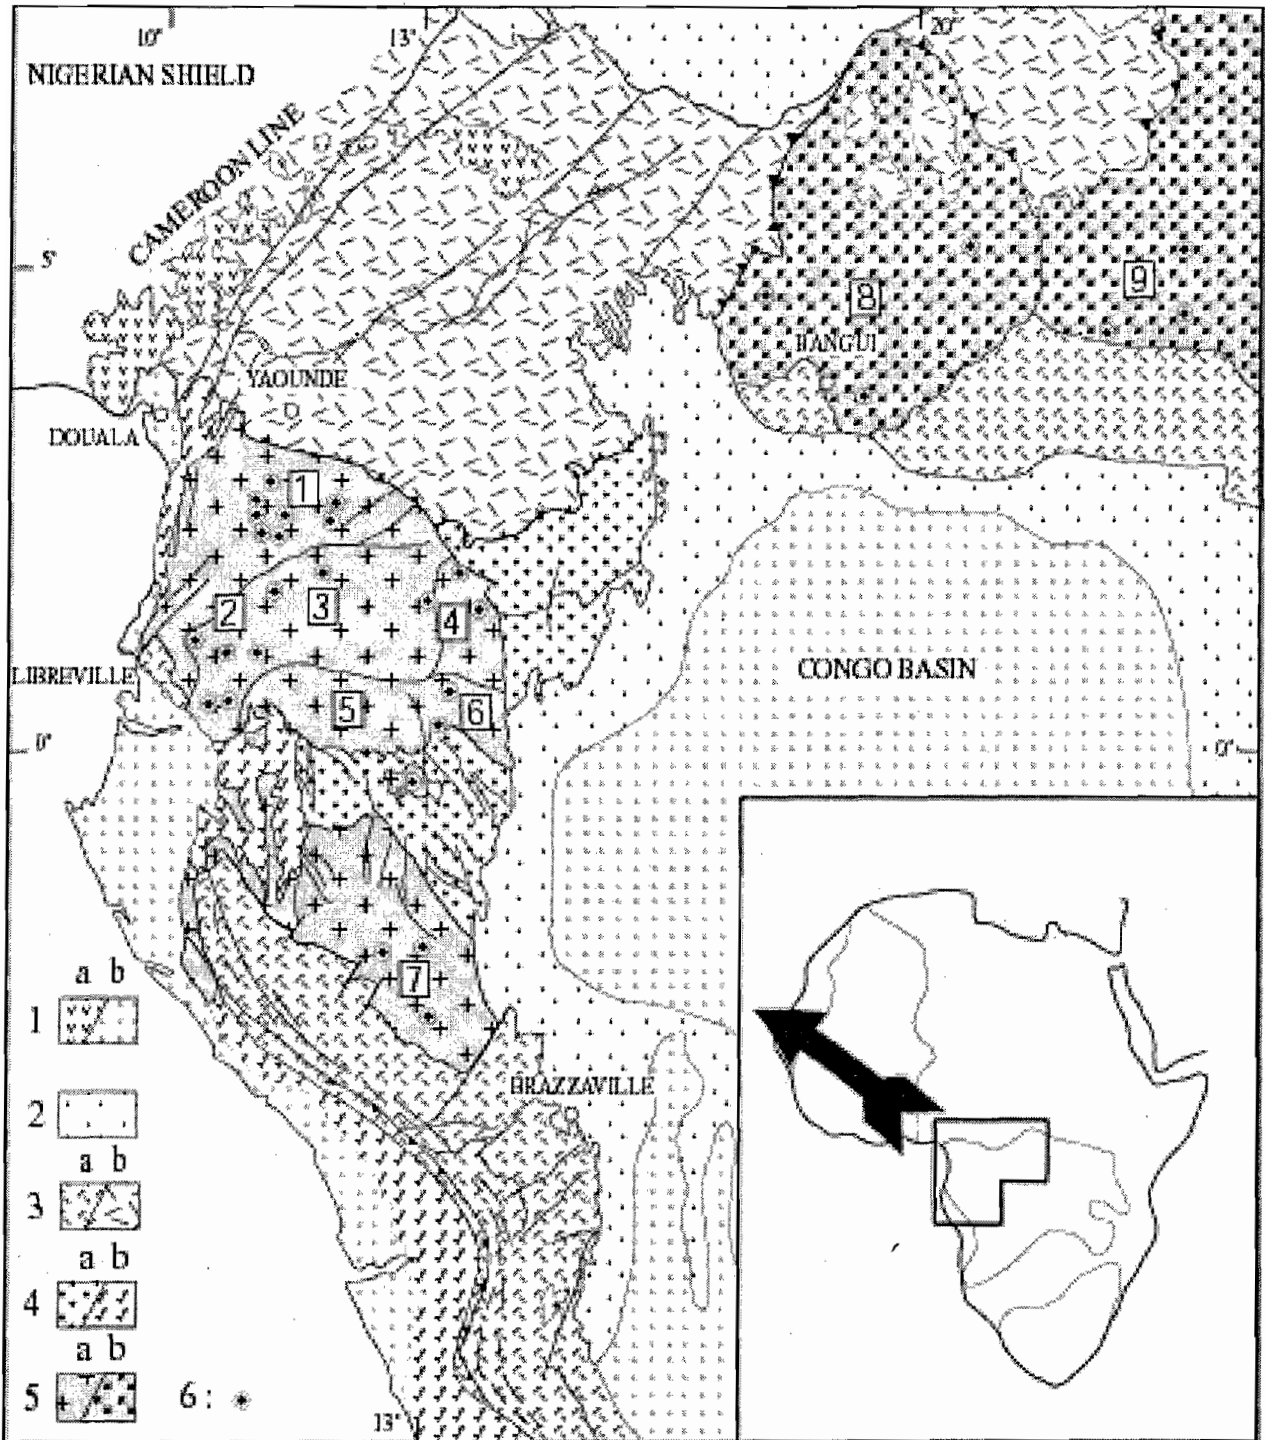 10° 13° 20°
NIGERIAN SHIELD
CAMEROON LINE
5°
9
8
BANGUI
YAOUNDE
DOUALA
1
2 3 4
LIBREVILLE
CONGO BASIN
5 6
0° 0°
7
a b
1
BRAZZAVILLE
2
a b
3
a b
4
a b
5 6 :
13°